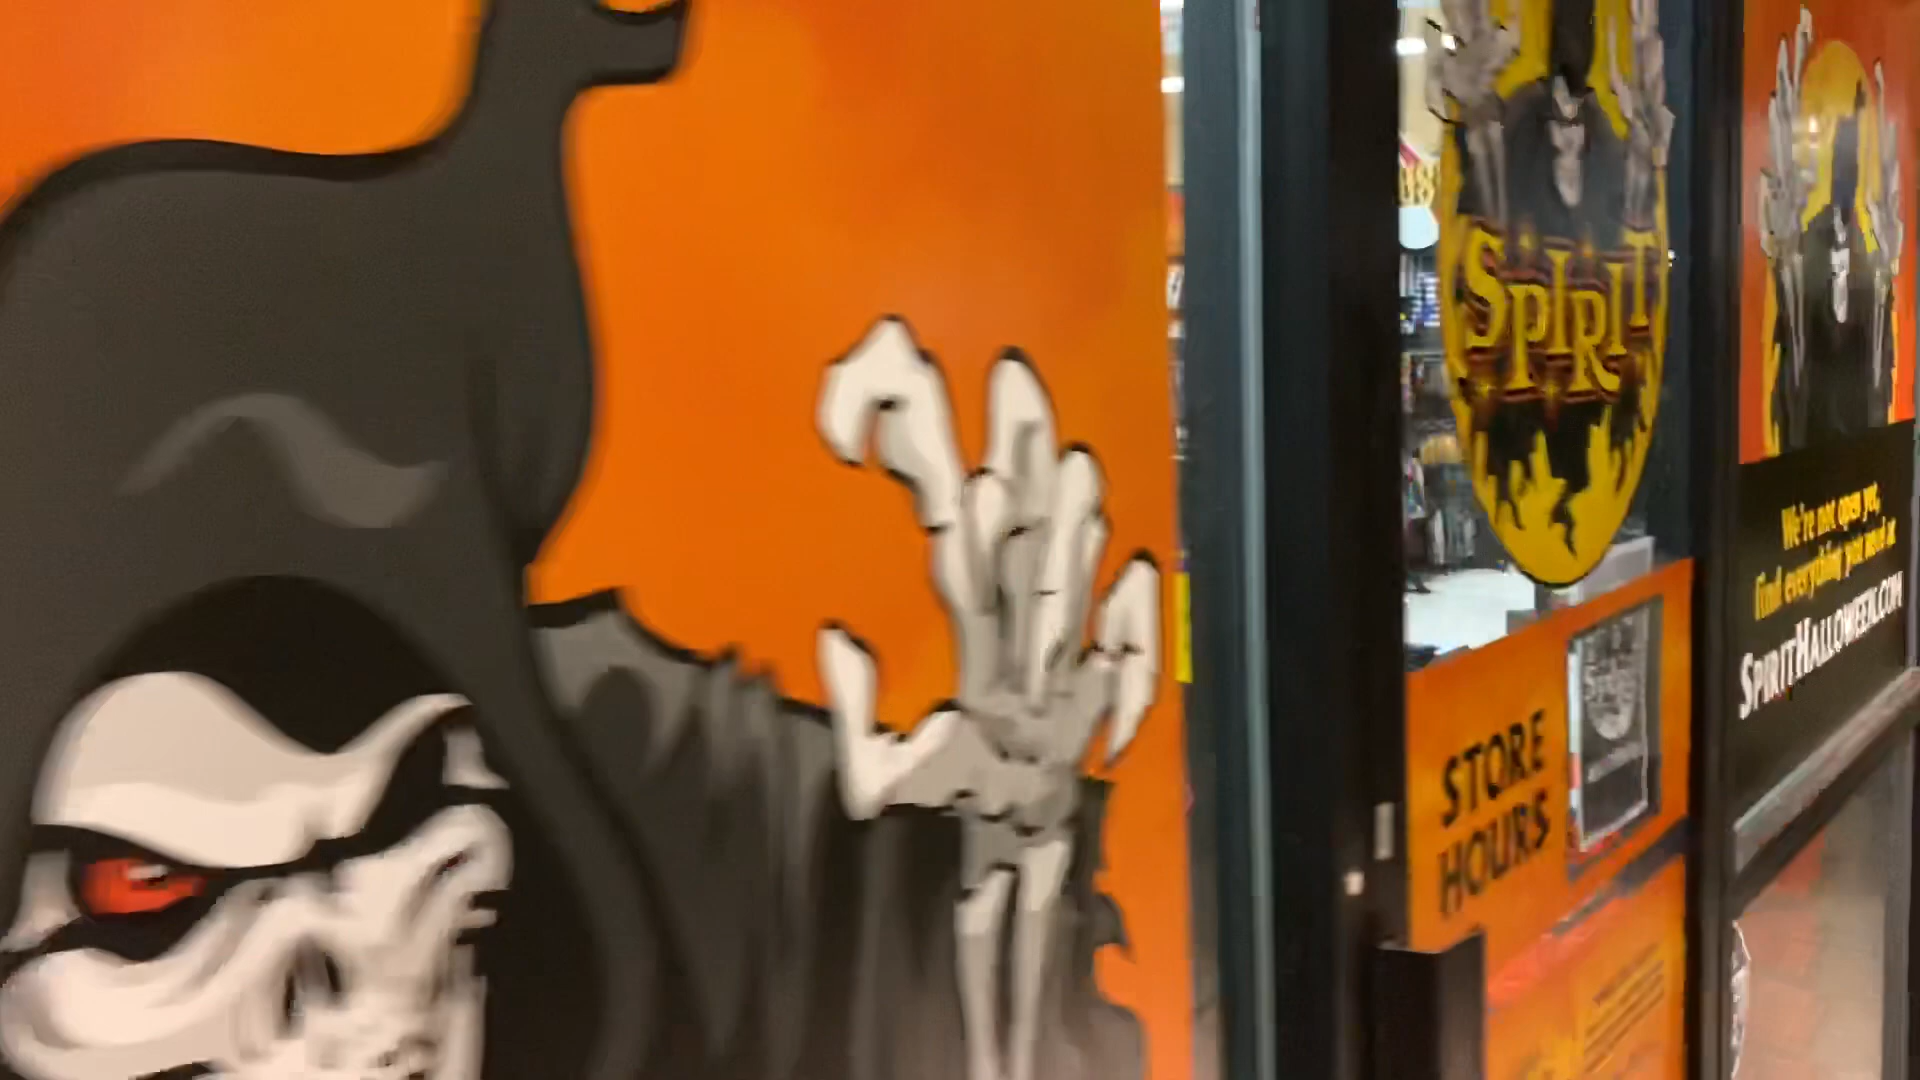 SPIRIT
We're not open yet,
find everything you need at
SPIRITHALLOWEEN.COM
STORE
HOURS